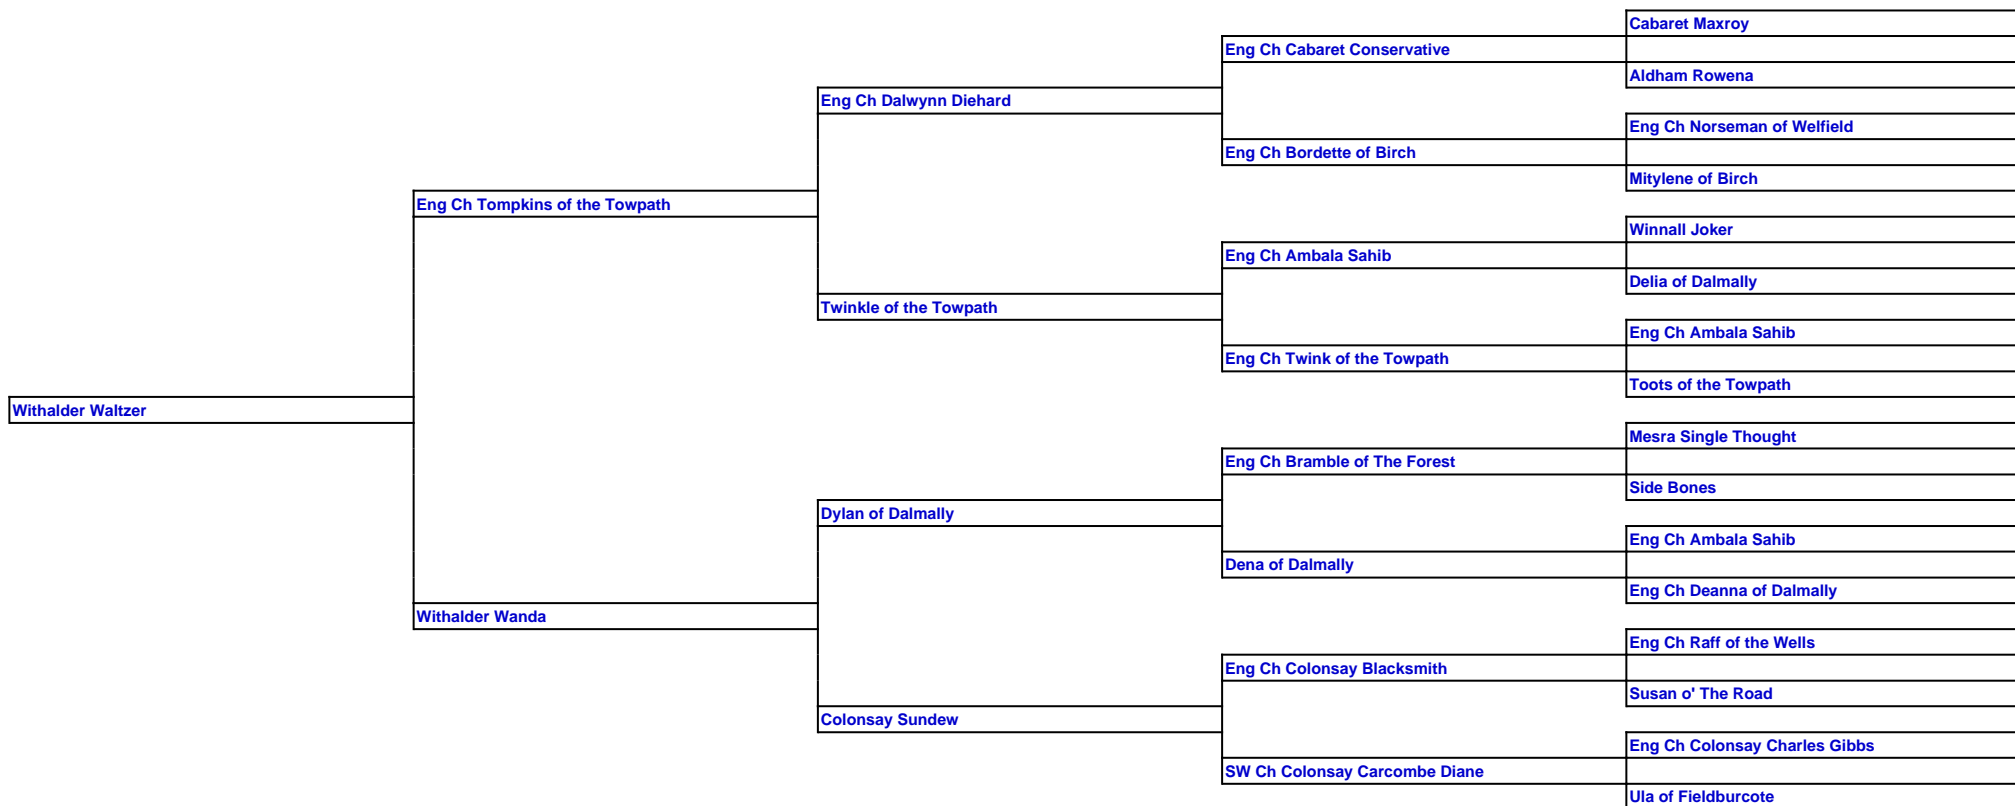 Cabaret Maxroy
Eng Ch Cabaret Conservative
Aldham Rowena
Eng Ch Dalwynn Diehard
Eng Ch Norseman of Welfield
Eng Ch Bordette of Birch
Mitylene of Birch
Eng Ch Tompkins of the Towpath
Winnall Joker
Eng Ch Ambala Sahib
Delia of Dalmally
Twinkle of the Towpath
Eng Ch Ambala Sahib
Eng Ch Twink of the Towpath
Toots of the Towpath
Withalder Waltzer
Mesra Single Thought
Eng Ch Bramble of The Forest
Side Bones
Dylan of Dalmally
Eng Ch Ambala Sahib
Dena of Dalmally
Eng Ch Deanna of Dalmally
Withalder Wanda
Eng Ch Raff of the Wells
Eng Ch Colonsay Blacksmith
Susan o' The Road
Colonsay Sundew
Eng Ch Colonsay Charles Gibbs
SW Ch Colonsay Carcombe Diane
Ula of Fieldburcote